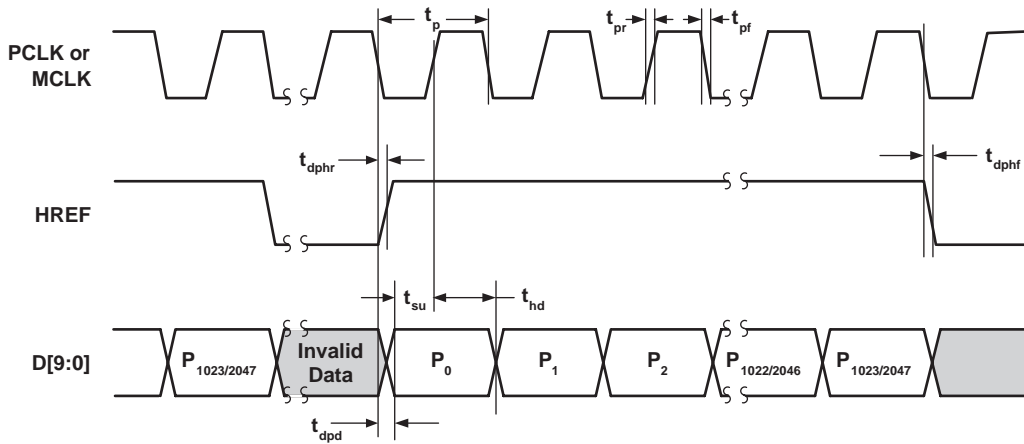 t_p
t_pr
t_pf
PCLK or
MCLK
t_dphr
t_dphf
HREF
t_su
t_hd
D[9:0]
P_1023/2047
Invalid
Data
P_0
P_1
P_2
P_1022/2046
P_1023/2047
t_dpd